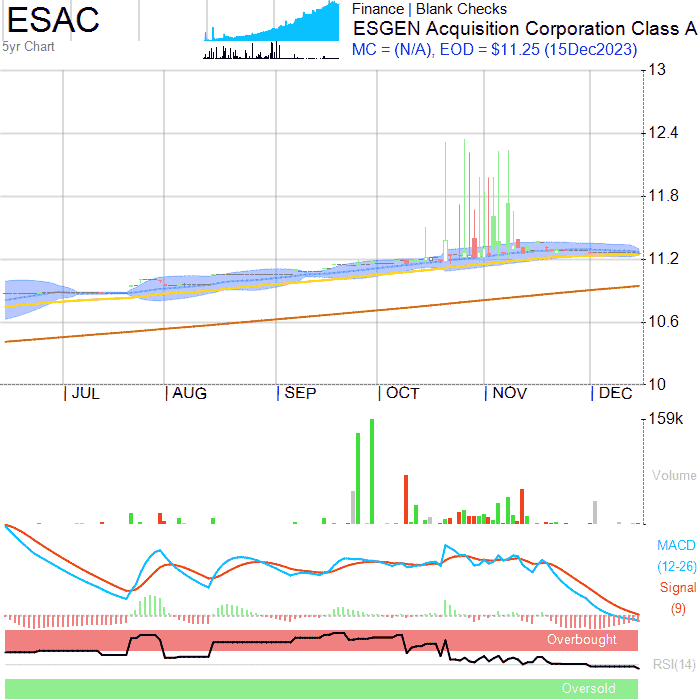 ESAC
5yr Chart
Finance | Blank Checks
ESGEN Acquisition Corporation Class A
MC = (N/A), EOD = $11.25 (15Dec2023)
13
12.4
11.8
11.2
10.6
10
JUL
AUG
SEP
OCT
NOV
DEC
159k
Volume
MACD
(12-26)
Signal
(9)
Overbought
RSI(14)
Oversold